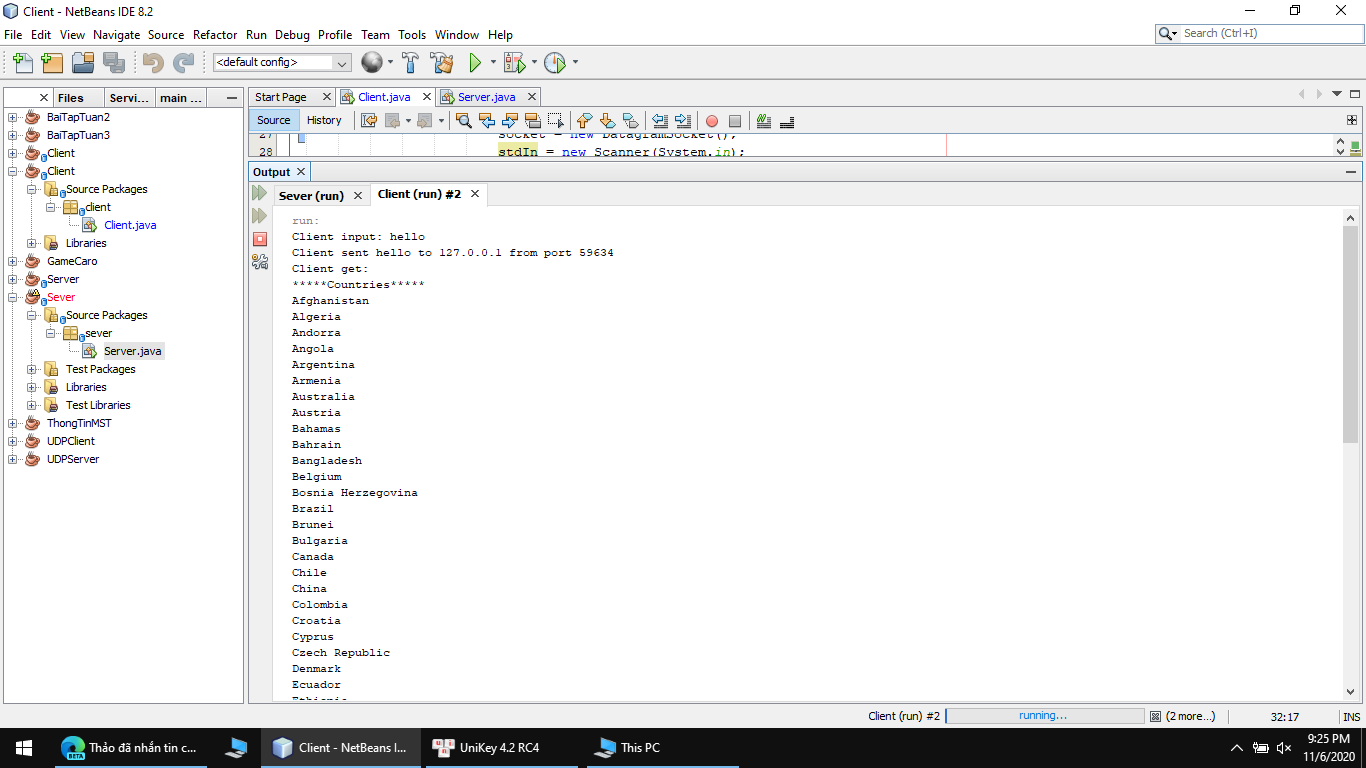 Client - NetBeans IDE 8.2
File Edit View Navigate Source Refactor Run Debug Profile Team Tools Window Help
Search (Ctrl+I)
<default config>
Files Servi... main ...
BaiTapTuan2
BaiTapTuan3
Client
Client
Source Packages
client
Client.java
Libraries
GameCaro
Server
Sever
Source Packages
sever
Server.java
Test Packages
Libraries
Test Libraries
ThongTinMST
UDPClient
UDPServer
Start Page Client.java Server.java
Source History
27 socket = new DatagramSocket();
28 stdIn = new Scanner(System.in);
Output
Sever (run) Client (run) #2
run:
Client input: hello
Client sent hello to 127.0.0.1 from port 59634
Client get:
*****Countries*****
Afghanistan
Algeria
Andorra
Angola
Argentina
Armenia
Australia
Austria
Bahamas
Bahrain
Bangladesh
Belgium
Bosnia Herzegovina
Brazil
Brunei
Bulgaria
Canada
Chile
China
Colombia
Croatia
Cyprus
Czech Republic
Denmark
Ecuador
Ethiopia
Client (run) #2 running... (2 more...) 32:17 INS
Thảo đã nhắn tin c... Client - NetBeans I... UniKey 4.2 RC4 This PC
BETA
9:25 PM
11/6/2020